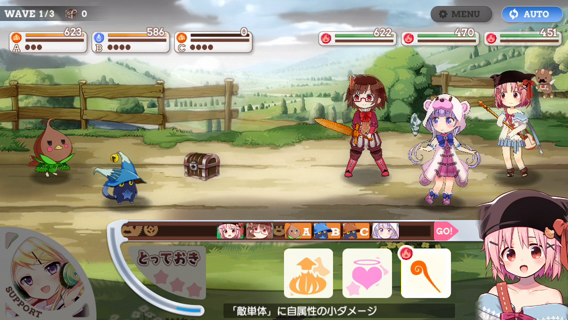 WAVE 1/3 0 MENU AUTO
623 586 0 622 470 451
A B C
A B C GO!
とっておき
SUPPORT
「敵単体」に自属性の小ダメージ